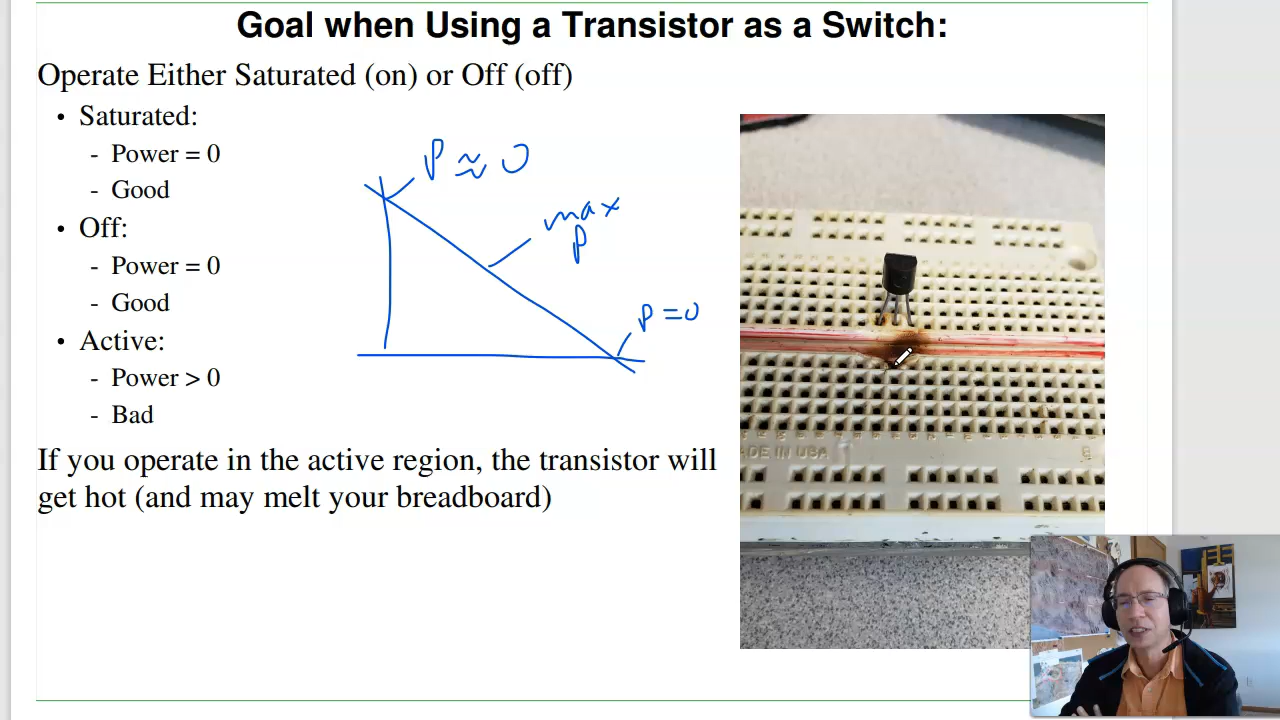 Goal when Using a Transistor as a Switch:
Operate Either Saturated (on) or Off (off)
• Saturated:
- Power = 0
- Good
• Off:
- Power = 0
- Good
• Active:
- Power > 0
- Bad
If you operate in the active region, the transistor will
get hot (and may melt your breadboard)
P ≈ 0
max
P
P = 0
ADE IN USA